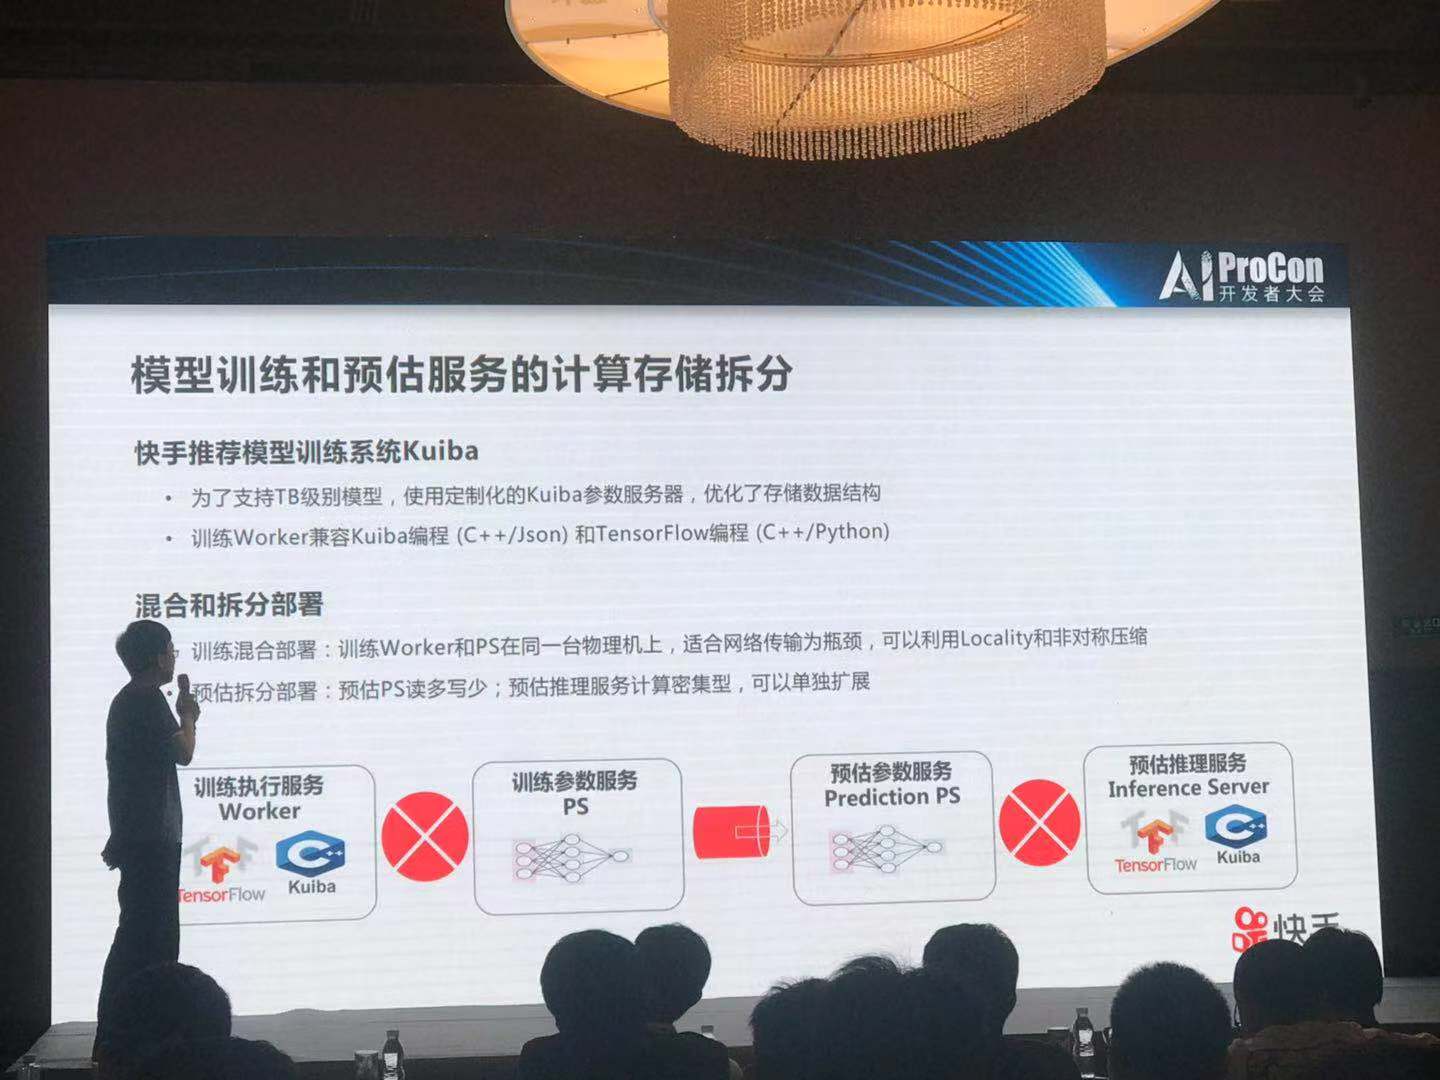 AI ProCon
开发者大会
模型训练和预估服务的计算存储拆分
快手推荐模型训练系统Kuiba
• 为了支持TB级别模型，使用定制化的Kuiba参数服务器，优化了存储数据结构
• 训练Worker兼容Kuiba编程 (C++/Json) 和TensorFlow编程 (C++/Python)
混合和拆分部署
训练混合部署：训练Worker和PS在同一台物理机上，适合网络传输为瓶颈，可以利用Locality和非对称压缩
预估拆分部署：预估PS读多写少；预估推理服务计算密集型，可以单独扩展
训练执行服务
Worker
TensorFlow
C++
Kuiba
训练参数服务
PS
预估参数服务
Prediction PS
预估推理服务
Inference Server
TensorFlow
C++
Kuiba
快手